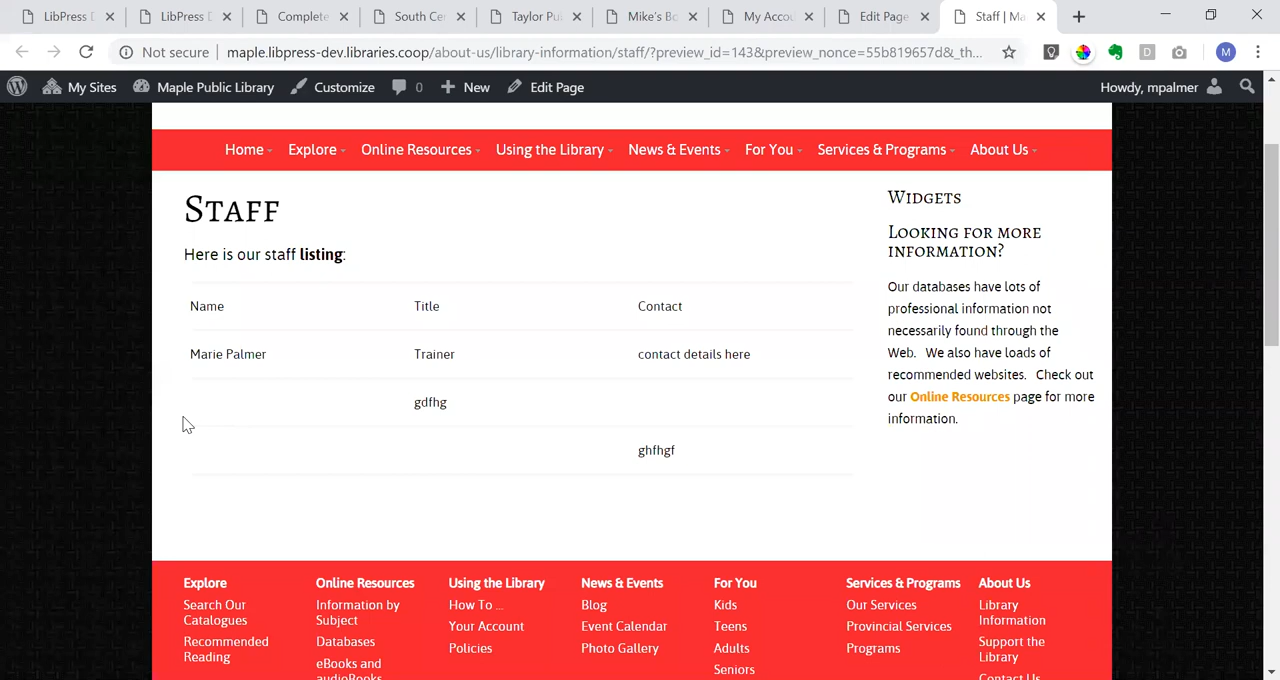 LibPress D
LibPress D
Complete
South Cer
Taylor Pu
Mike's Bo
My Accou
Edit Page
Staff | Ma
Not secure
maple.libpress-dev.libraries.coop/about-us/library-information/staff/?preview_id=143&preview_nonce=55b819657d&_th...
M
My Sites
Maple Public Library
Customize
0
New
Edit Page
Howdy, mpalmer
Home
Explore
Online Resources
Using the Library
News & Events
For You
Services & Programs
About Us
Staff
Here is our staff listing:
Name Title Contact
Marie Palmer Trainer contact details here
gdfhg
ghfhgf
Widgets
Looking for more
information?
Our databases have lots of
professional information not
necessarily found through the
Web. We also have loads of
recommended websites. Check out
our Online Resources page for more
information.
Explore
Search Our
Catalogues
Recommended
Reading
Online Resources
Information by
Subject
Databases
eBooks and
audioBooks
Using the Library
How To ...
Your Account
Policies
News & Events
Blog
Event Calendar
Photo Gallery
For You
Kids
Teens
Adults
Seniors
Services & Programs
Our Services
Provincial Services
Programs
About Us
Library
Information
Support the
Library
Contact Us